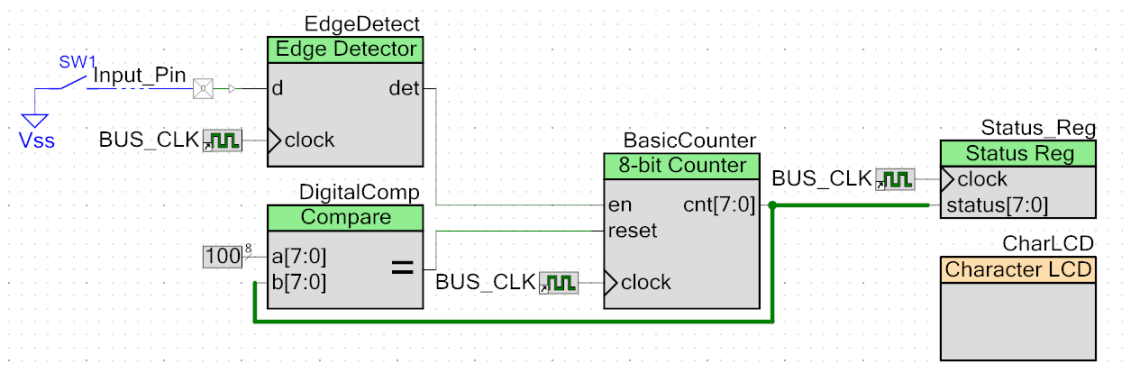 EdgeDetect
Edge Detector
SW1
Input_Pin
d
det
Vss
BUS_CLK
clock
DigitalComp
Compare
100
8
a[7:0]
b[7:0]
=
BasicCounter
8-bit Counter
en
cnt[7:0]
reset
BUS_CLK
clock
Status_Reg
Status Reg
BUS_CLK
clock
status[7:0]
CharLCD
Character LCD